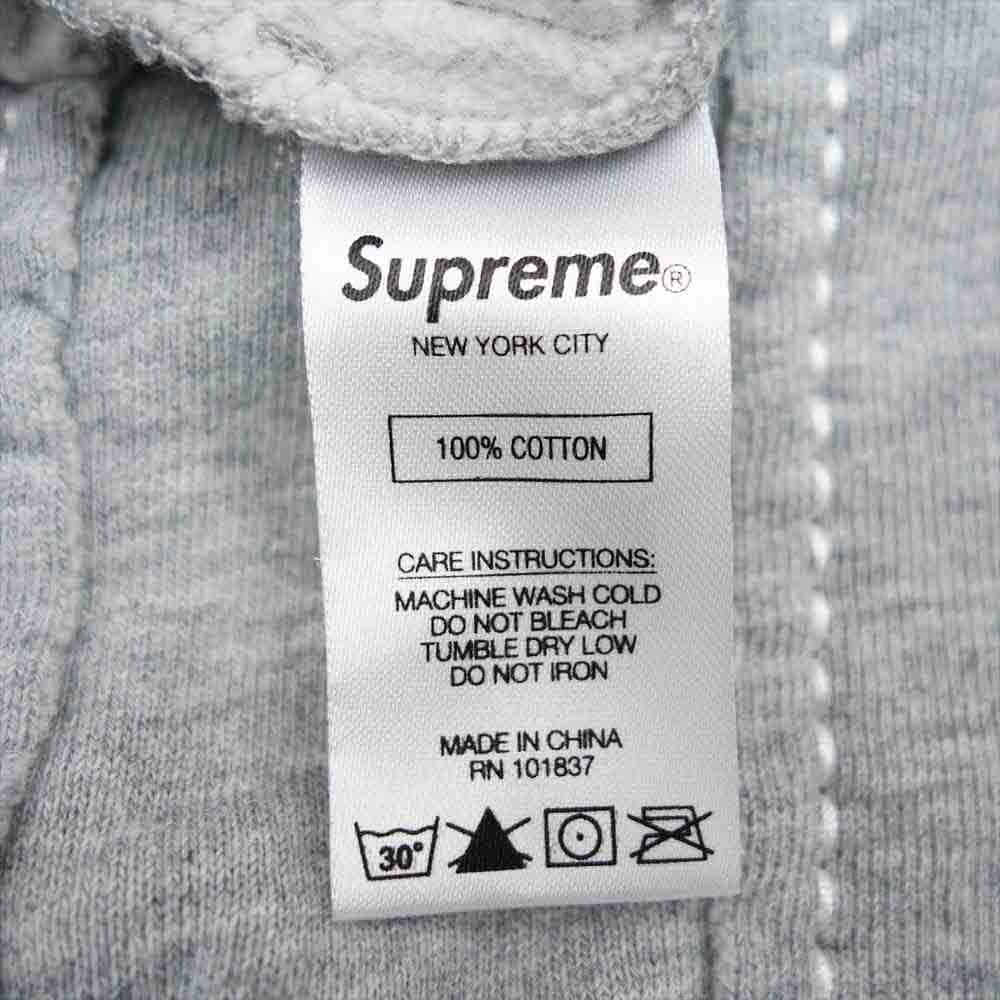 Supreme®
NEW YORK CITY
100% COTTON
CARE INSTRUCTIONS:
MACHINE WASH COLD
DO NOT BLEACH
TUMBLE DRY LOW
DO NOT IRON
MADE IN CHINA
RN 101837
30°